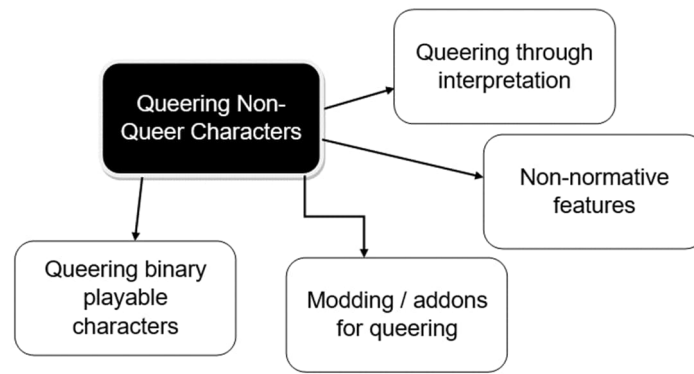 Queering Non-
Queer Characters
Queering through
interpretation
Non-normative
features
Queering binary
playable
characters
Modding / addons
for queering